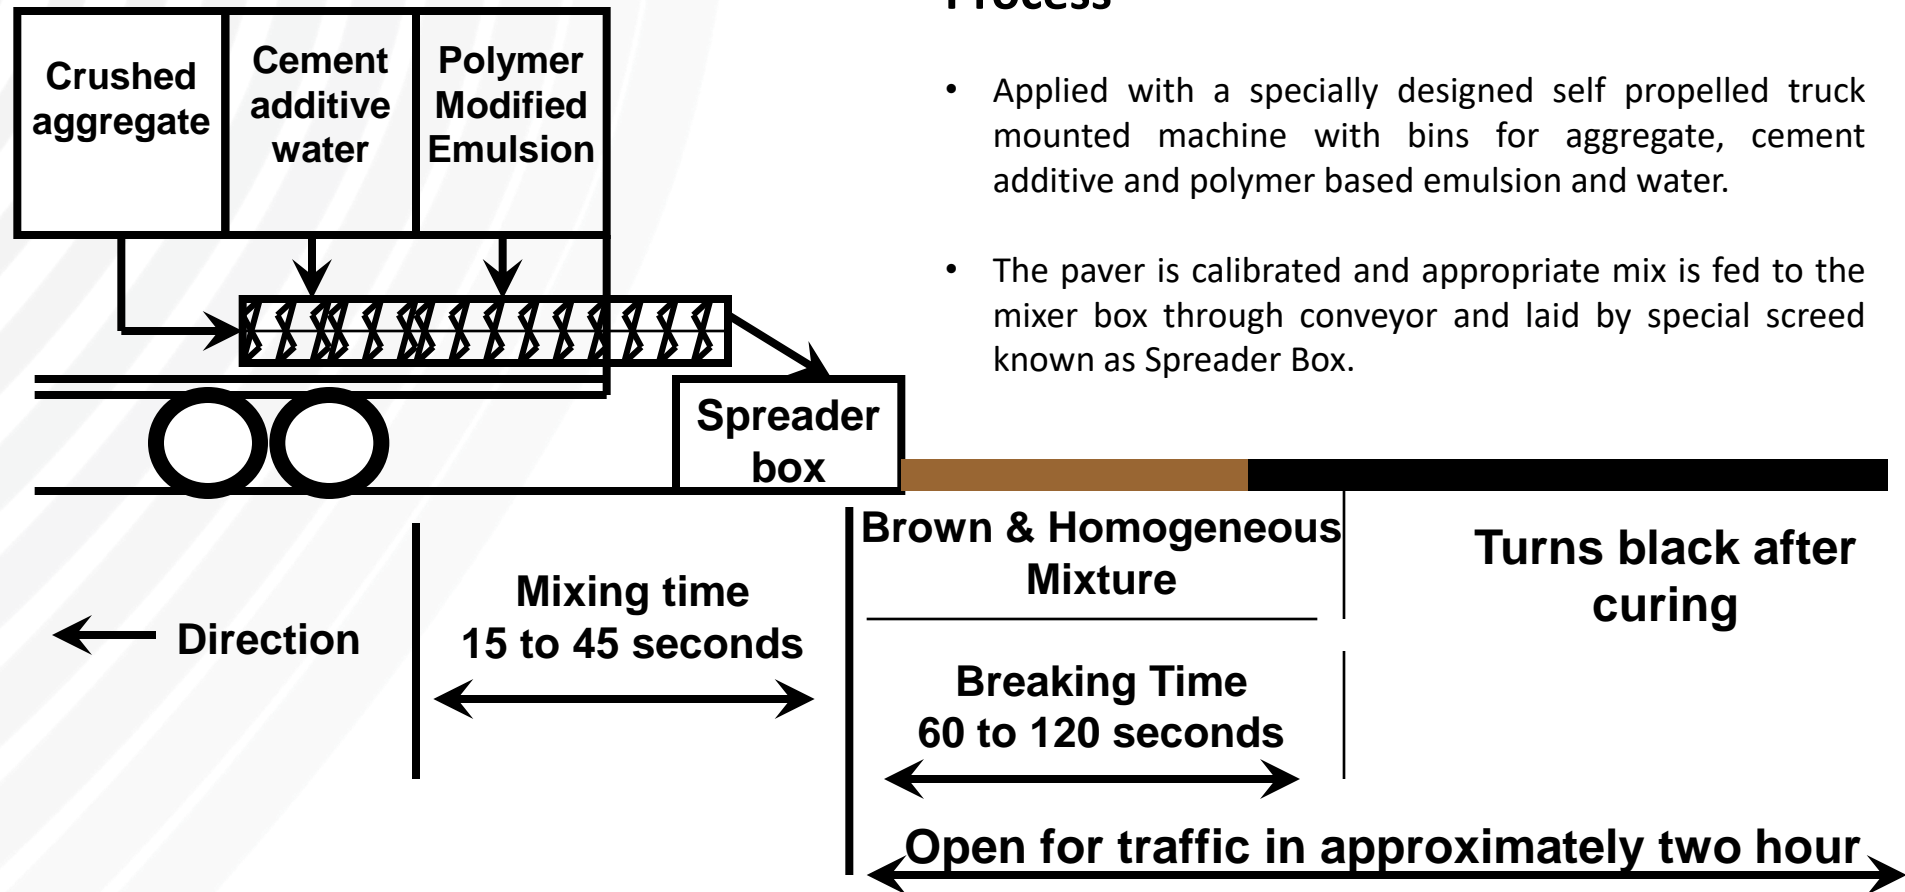 Process
Crushed
aggregate
Cement
additive
water
Polymer
Modified
Emulsion
• Applied with a specially designed self propelled truck
mounted machine with bins for aggregate, cement
additive and polymer based emulsion and water.
• The paver is calibrated and appropriate mix is fed to the
mixer box through conveyor and laid by special screed
known as Spreader Box.
Spreader
box
Brown & Homogeneous
Mixture
Turns black after
curing
Mixing time
15 to 45 seconds
Direction
Breaking Time
60 to 120 seconds
Open for traffic in approximately two hour